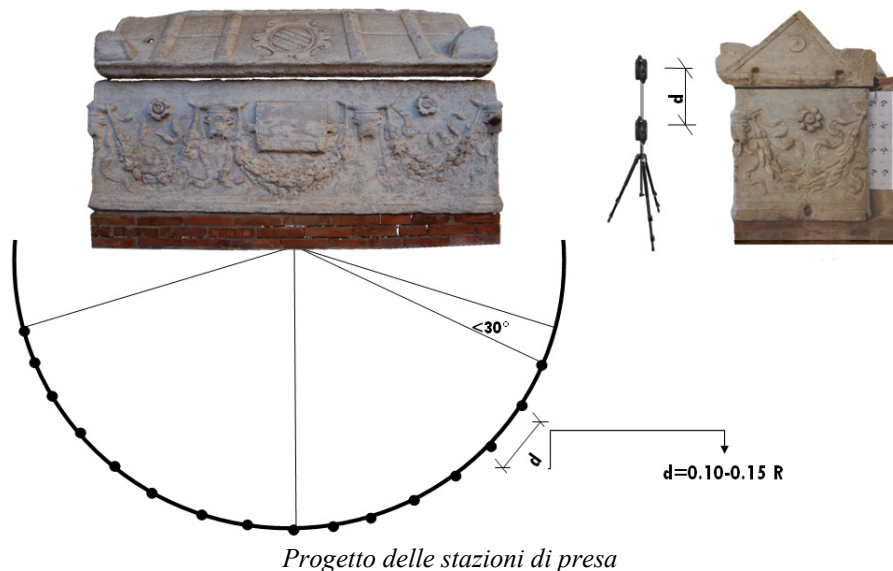 d
<30°
d
d=0.10-0.15 R
Progetto delle stazioni di presa